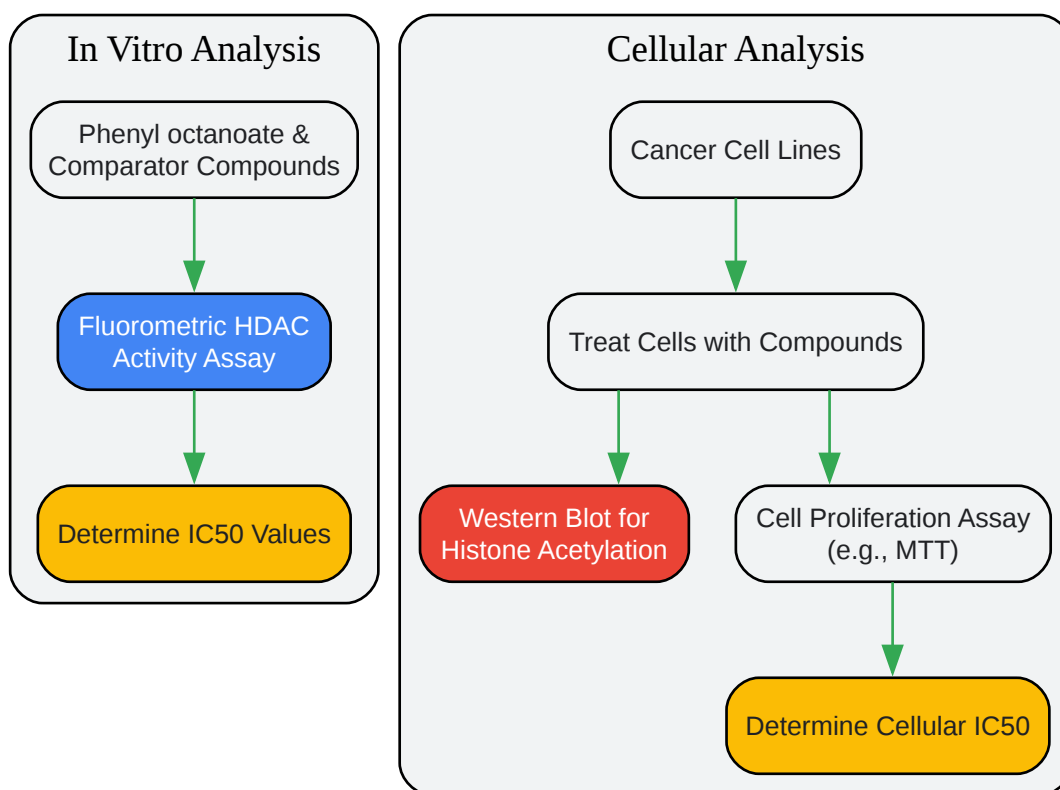 In Vitro Analysis
Phenyl octanoate &
Comparator Compounds
Fluorometric HDAC
Activity Assay
Determine IC50 Values
Cellular Analysis
Cancer Cell Lines
Treat Cells with Compounds
Western Blot for
Histone Acetylation
Cell Proliferation Assay
(e.g., MTT)
Determine Cellular IC50